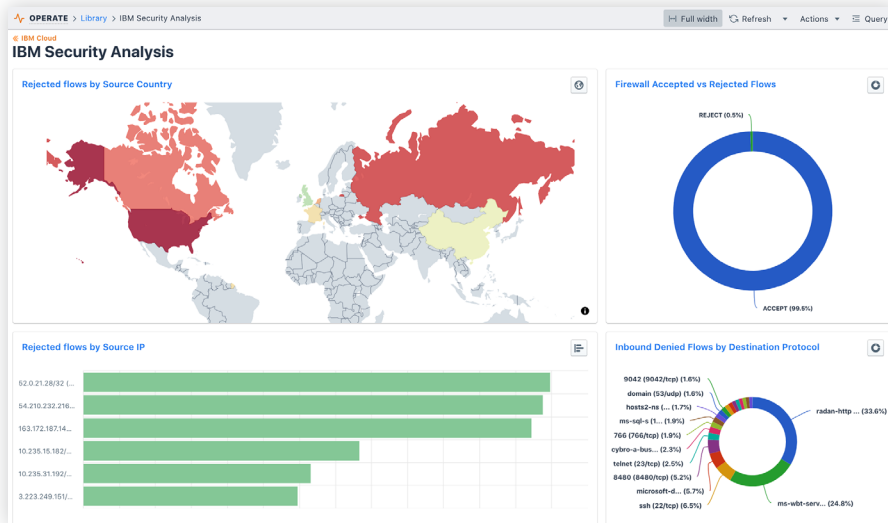 OPERATE > Library > IBM Security Analysis
Full width Refresh Actions Query
IBM Cloud
IBM Security Analysis
Rejected flows by Source Country
Firewall Accepted vs Rejected Flows
REJECT (0.5%)
ACCEPT (99.5%)
Rejected flows by Source IP
52.0.21.28/32 (...
54.210.232.216...
163.172.187.14...
10.235.15.182/...
10.235.31.192/...
3.223.249.151/...
Inbound Denied Flows by Destination Protocol
9042 (9042/tcp) (1.6%)
domain (53/udp) (1.6%)
hosts2-ns (... (1.7%)
ms-sql-s (1... (1.9%)
766 (766/tcp) (1.9%)
cybro-a-bus... (2.3%)
telnet (23/tcp) (2.5%)
8480 (8480/tcp) (5.2%)
microsoft-d... (5.7%)
ssh (22/tcp) (6.5%)
radan-http ... (33.6%)
ms-wbt-serv... (24.8%)